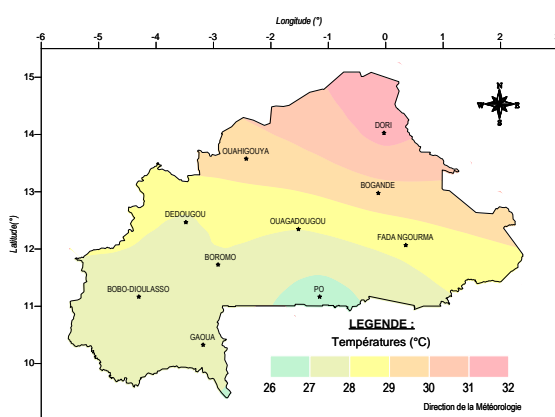 Longitude (°)
-6 -5 -4 -3 -2 -1 0 1 2 3
15
N
W E
S
14
DORI
OUAHIGOUYA
13
BOGANDE
DEDOUGOU
OUAGADOUGOU
FADA NGOURMA
Latitude(°)
12
BOROMO
BOBO-DIOULASSO
PO
11
LEGENDE :
GAOUA
Températures (°C)
10
26 27 28 29 30 31 32
Direction de la Météorologie